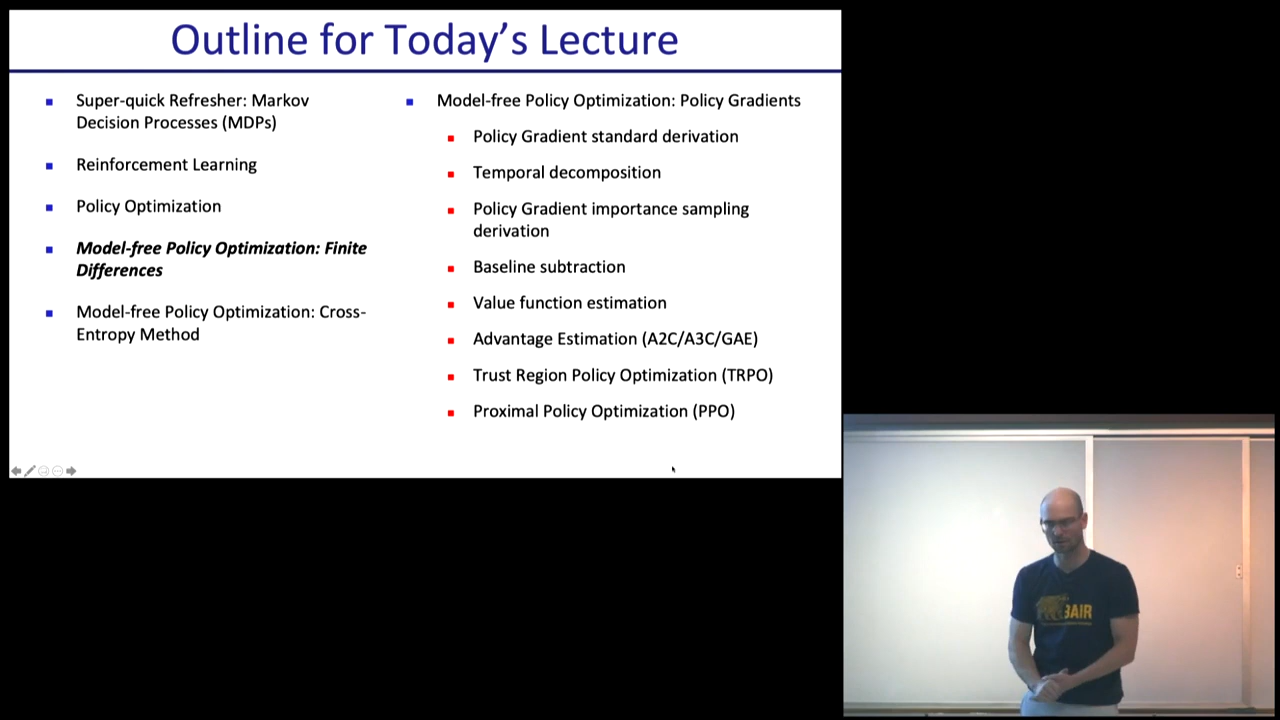 Outline for Today's Lecture
Super-quick Refresher: Markov
Decision Processes (MDPs)
Reinforcement Learning
Policy Optimization
Model-free Policy Optimization: Finite
Differences
Model-free Policy Optimization: Cross-
Entropy Method
Model-free Policy Optimization: Policy Gradients
Policy Gradient standard derivation
Temporal decomposition
Policy Gradient importance sampling
derivation
Baseline subtraction
Value function estimation
Advantage Estimation (A2C/A3C/GAE)
Trust Region Policy Optimization (TRPO)
Proximal Policy Optimization (PPO)
BAIR